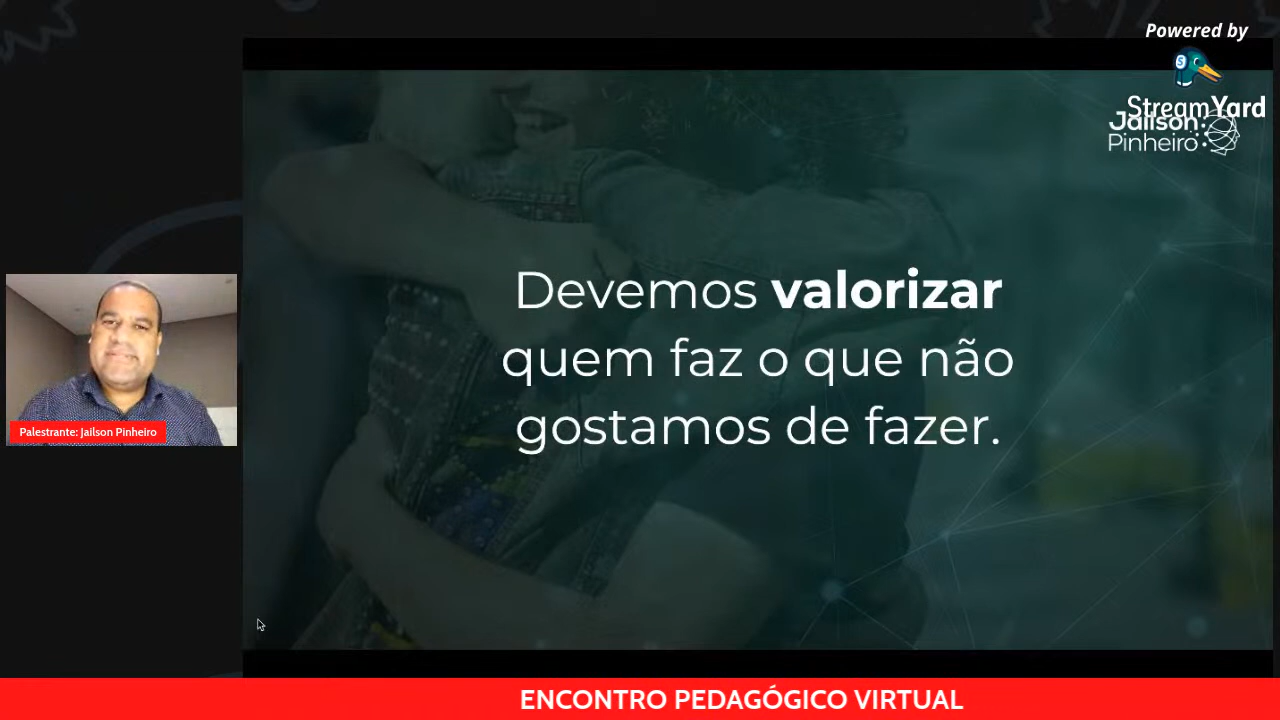 Powered by
StreamYard
Jailson
Pinheiro
Devemos valorizar
quem faz o que não
gostamos de fazer.
Palestrante: Jailson Pinheiro
ENCONTRO PEDAGÓGICO VIRTUAL